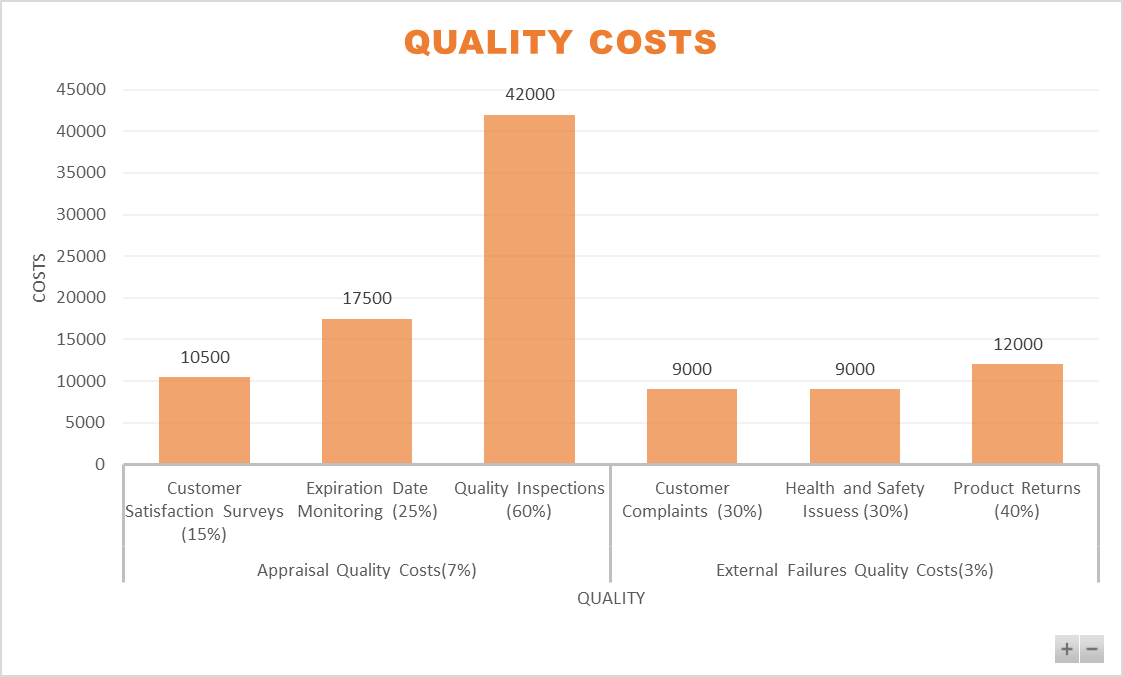 QUALITY COSTS
45000
40000
35000
30000
25000
20000
15000
10000
5000
0
COSTS
10500
17500
42000
9000
9000
12000
Customer
Satisfaction Surveys
(15%)
Expiration Date
Monitoring (25%)
Quality Inspections
(60%)
Customer
Complaints (30%)
Health and Safety
Issuess (30%)
Product Returns
(40%)
Appraisal Quality Costs(7%)
External Failures Quality Costs(3%)
QUALITY
+ −